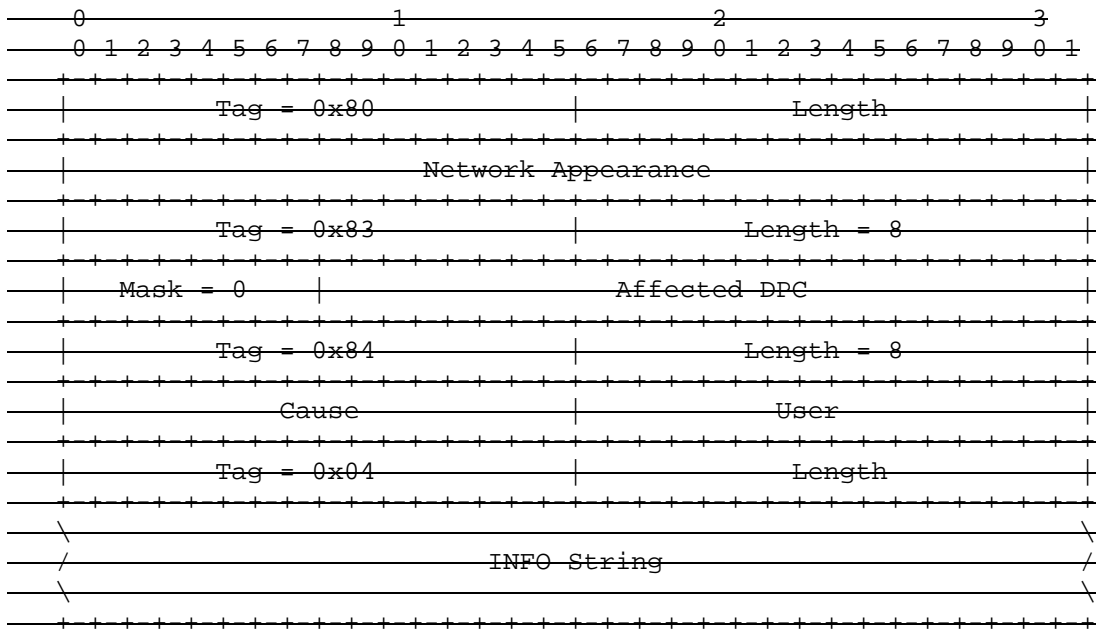 0                   1                   2                   3
0 1 2 3 4 5 6 7 8 9 0 1 2 3 4 5 6 7 8 9 0 1 2 3 4 5 6 7 8 9 0 1
+-+-+-+-+-+-+-+-+-+-+-+-+-+-+-+-+-+-+-+-+-+-+-+-+-+-+-+-+-+-+-+-+
|         Tag = 0x80            |             Length            |
+-+-+-+-+-+-+-+-+-+-+-+-+-+-+-+-+-+-+-+-+-+-+-+-+-+-+-+-+-+-+-+-+
|                      Network Appearance                       |
+-+-+-+-+-+-+-+-+-+-+-+-+-+-+-+-+-+-+-+-+-+-+-+-+-+-+-+-+-+-+-+-+
|         Tag = 0x83            |          Length = 8           |
+-+-+-+-+-+-+-+-+-+-+-+-+-+-+-+-+-+-+-+-+-+-+-+-+-+-+-+-+-+-+-+-+
|   Mask = 0    |                  Affected DPC                 |
+-+-+-+-+-+-+-+-+-+-+-+-+-+-+-+-+-+-+-+-+-+-+-+-+-+-+-+-+-+-+-+-+
|         Tag = 0x84            |          Length = 8           |
+-+-+-+-+-+-+-+-+-+-+-+-+-+-+-+-+-+-+-+-+-+-+-+-+-+-+-+-+-+-+-+-+
|             Cause             |            User               |
+-+-+-+-+-+-+-+-+-+-+-+-+-+-+-+-+-+-+-+-+-+-+-+-+-+-+-+-+-+-+-+-+
|         Tag = 0x04            |             Length            |
+-+-+-+-+-+-+-+-+-+-+-+-+-+-+-+-+-+-+-+-+-+-+-+-+-+-+-+-+-+-+-+-+
\                                                               \
/                          INFO String                          /
\                                                               \
+-+-+-+-+-+-+-+-+-+-+-+-+-+-+-+-+-+-+-+-+-+-+-+-+-+-+-+-+-+-+-+-+